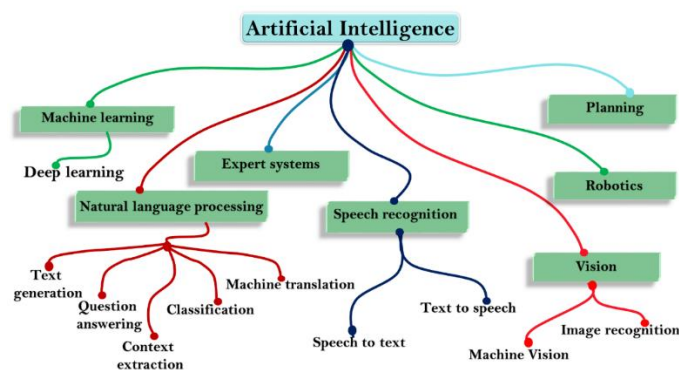 Artificial Intelligence
Machine learning
Planning
Deep learning
Expert systems
Robotics
Natural language processing
Speech recognition
Vision
Text
generation
Question
answering
Context
extraction
Classification
Machine translation
Speech to text
Text to speech
Machine Vision
Image recognition